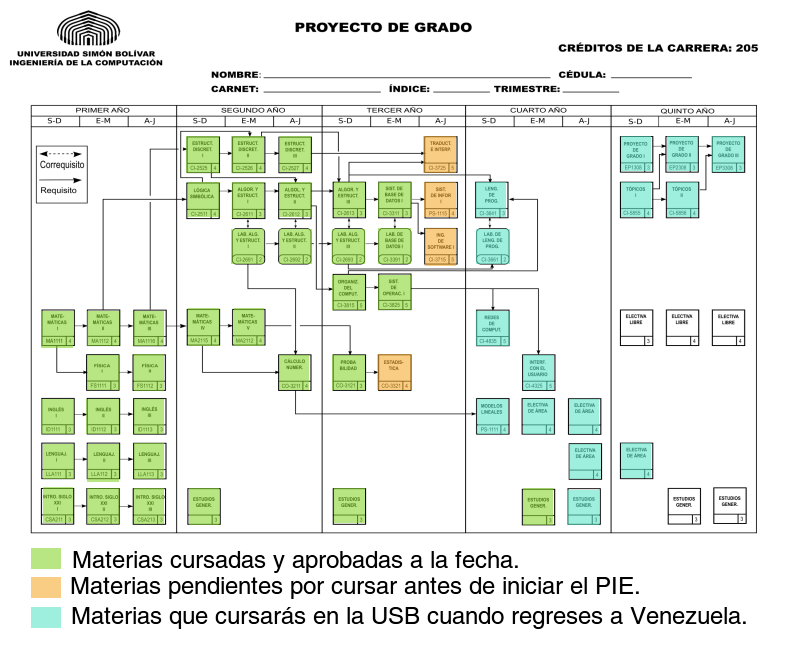 PROYECTO DE GRADO
UNIVERSIDAD SIMÓN BOLÍVAR
INGENIERÍA DE LA COMPUTACIÓN
CRÉDITOS DE LA CARRERA: 205
NOMBRE: CÉDULA:
CARNET: ÍNDICE: TRIMESTRE:
PRIMER AÑO SEGUNDO AÑO TERCER AÑO CUARTO AÑO QUINTO AÑO
S-D E-M A-J S-D E-M A-J S-D E-M A-J S-D E-M A-J S-D E-M A-J
Correquisito
Requisito
ESTRUCT. DISCRET. I
CI-2525 4
ESTRUCT. DISCRET. II
CI-2526 4
ESTRUCT. DISCRET. III
CI-2527 4
TRADUCT. E INTERP.
CI-3725 5
PROYECTO DE GRADO I
EP1308 3
PROYECTO DE GRADO II
EP2308 3
PROYECTO DE GRADO III
EP3308 3
LÓGICA SIMBÓLICA
CI-2511 4
ALGOR. Y ESTRUCT. I
CI-2611 3
ALGOR. Y ESTRUCT. II
CI-2612 3
ALGOR. Y ESTRUCT. III
CI-2613 3
SIST. DE BASE DE DATOS I
CI-3311 3
SIST. DE INFOR I
PS-1115 4
LENG. DE PROG.
CI-3641 3
TÓPICOS I
CI-5855 4
TÓPICOS II
CI-5856 4
LAB. ALG. Y ESTRUCT. I
CI-2691 2
LAB. ALG. Y ESTRUCT. II
CI-2692 2
LAB. ALG. Y ESTRUCT. III
CI-2693 2
LAB. DE BASE DE DATOS I
CI-3391 3
ING. DE SOFTWARE I
CI-3715 5
LAB. DE LENG. DE PROG.
CI-3661 2
ORGANIZ. DEL COMPUT.
CI-3815 5
SIST. DE OPERAC. I
CI-3825 5
MATE- MÁTICAS I
MA1111 4
MATE- MÁTICAS II
MA1112 4
MATE- MÁTICAS III
MA1116 4
MATE- MÁTICAS IV
MA2115 4
MATE- MÁTICAS V
MA2112 4
REDES DE COMPUT.
CI-4835 5
ELECTIVA LIBRE
3
ELECTIVA LIBRE
4
ELECTIVA LIBRE
4
FÍSICA I
FS1111 3
FÍSICA II
FS1112 3
CÁLCULO NUMER.
CO-3211 4
PROBA BILIDAD
CO-3121 3
ESTADIS- TICA
CO-3321 4
INTERF. CON EL USUARIO
CI-4325 5
INGLÉS I
ID1111 3
INGLÉS II
ID1112 3
INGLÉS III
ID1113 3
MODELOS LINEALES
PS-1111 4
ELECTIVA DE ÁREA
4
ELECTIVA DE ÁREA
4
LENGUAJ. I
LLA111 3
LENGUAJ. II
LLA112 3
LENGUAJ. III
LLA113 3
ELECTIVA DE ÁREA
4
ELECTIVA DE ÁREA
4
INTRO. SIGLO XXI I
CSA211 3
INTRO. SIGLO XXI II
CSA212 3
INTRO. SIGLO XXI III
CSA213 3
ESTUDIOS GENER.
3
ESTUDIOS GENER.
3
ESTUDIOS GENER.
3
ESTUDIOS GENER.
3
ESTUDIOS GENER.
3
ESTUDIOS GENER.
3
Materias cursadas y aprobadas a la fecha.
Materias pendientes por cursar antes de iniciar el PIE.
Materias que cursarás en la USB cuando regreses a Venezuela.